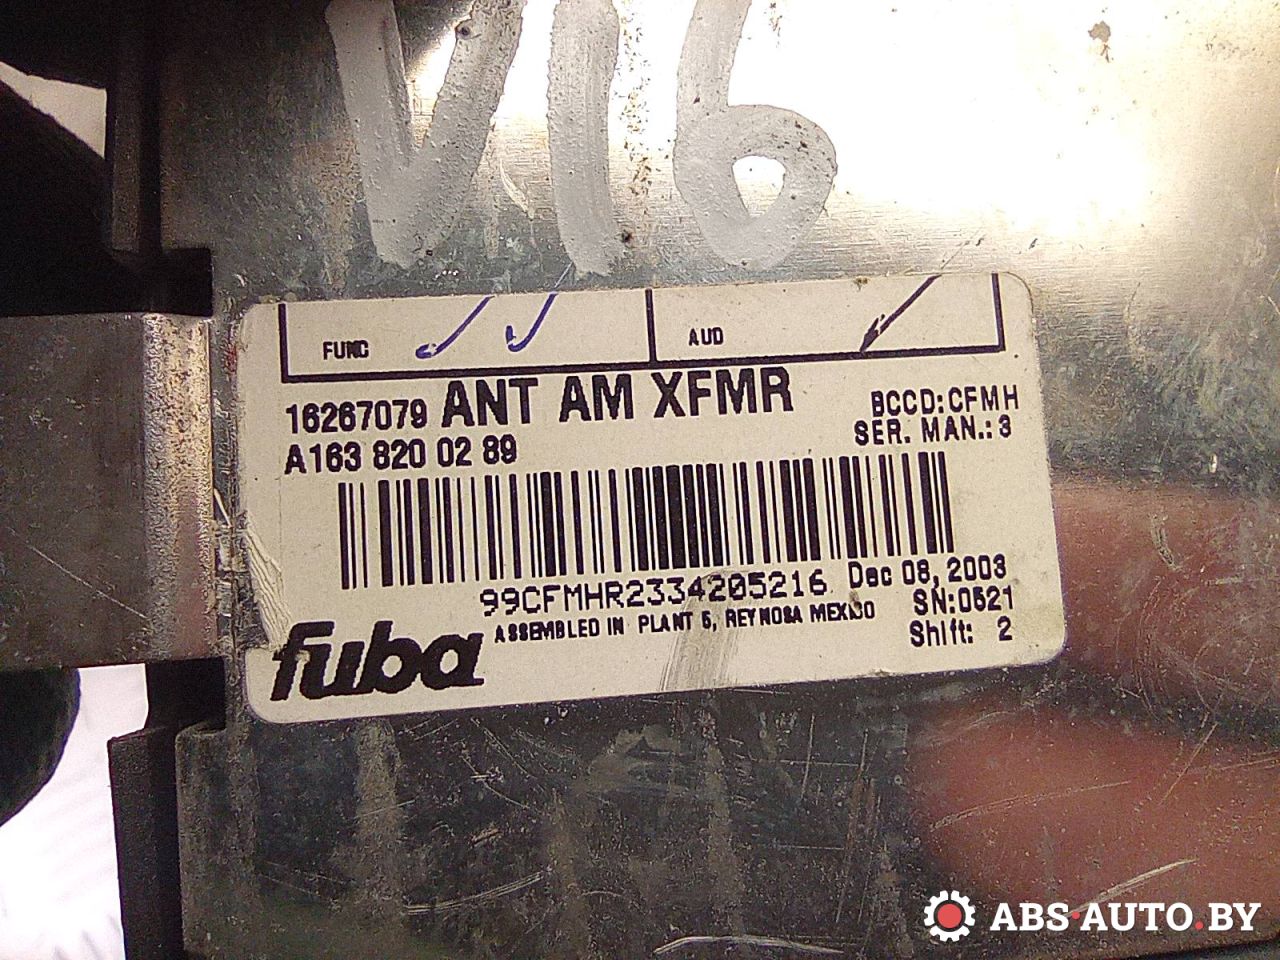 V16
FUNC AUD
16267079 ANT AM XFMR BCCD:CFMH
A163 820 02 89 SER. MAN.: 3
99CFMHR2334205216 Dec 08, 2003
ASSEMBLED IN PLANT 5, REYNOSA MEXICO SN:0521
fuba Shift: 2
ABS-AUTO.BY